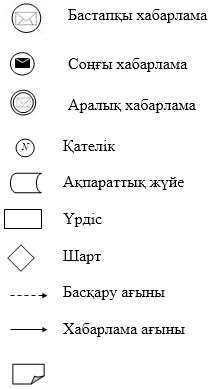 Бастапқы хабарлама
Соңғы хабарлама
Аралық хабарлама
N Қателік
Ақпараттық жүйе
Үрдіс
Шарт
Басқару ағыны
Хабарлама ағыны